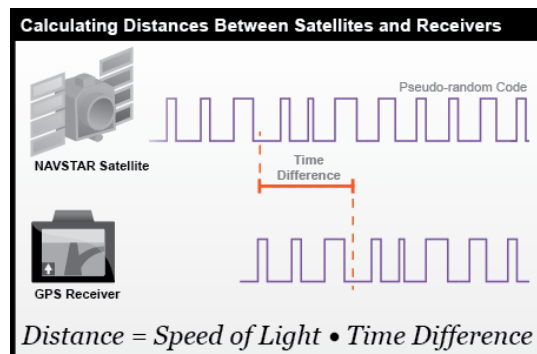 Calculating Distances Between Satellites and Receivers
Pseudo-random Code
NAVSTAR Satellite
Time
Difference
GPS Receiver
Distance = Speed of Light • Time Difference